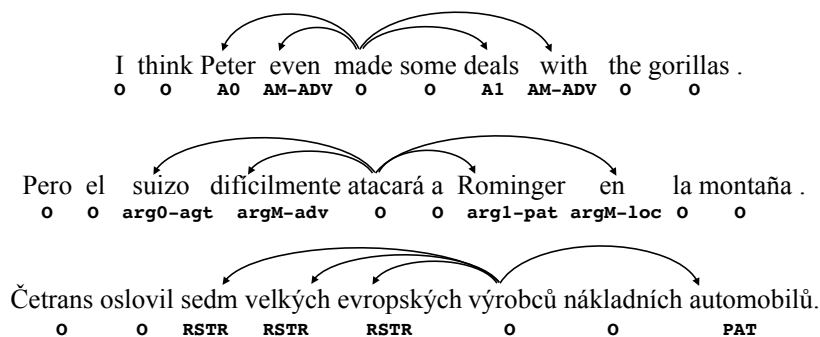 I think Peter even made some deals with the gorillas .
O O A0 AM-ADV O O A1 AM-ADV O O
Pero el suizo difícilmente atacará a Rominger en la montaña .
O O arg0-agt argM-adv O O arg1-pat argM-loc O O
Četrans oslovil sedm velkých evropských výrobců nákladních automobilů.
O O RSTR RSTR RSTR O O PAT